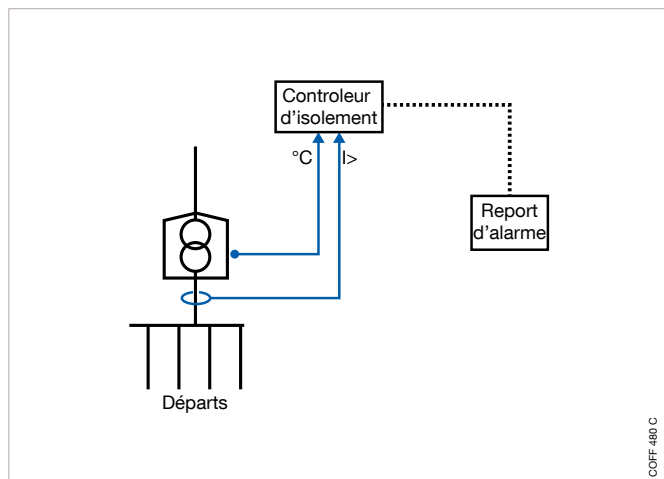 Controleur
d'isolement
°C
I>
Report
d'alarme
Départs
COFF 480 C